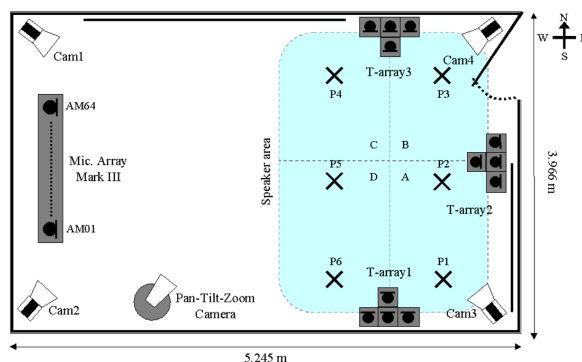 N
W
E
S
Cam1
Cam4
T-array3
P4
P3
AM64
C
B
Speaker area
Mic. Array
Mark III
P5
P2
D
A
3.966 m
T-array2
AM01
P6
T-array1
P1
Pan-Tilt-Zoom
Camera
Cam2
Cam3
5.245 m